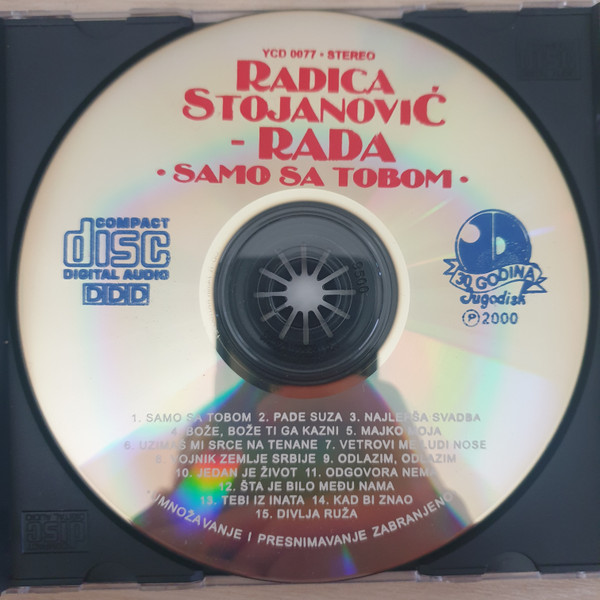 YCD 0077 • STEREO
RADICA
STOJANOVIĆ
- RADA
• SAMO SA TOBOM •
COMPACT
disc
DIGITAL AUDIO
DDD
30 GODINA
Jugodisk
Ⓟ 2000
1. SAMO SA TOBOM 2. PADE SUZA 3. NAJLEPŠA SVADBA
4. BOŽE, BOŽE TI GA KAZNI 5. MAJKO MOJA
6. UZIMAŠ MI SRCE NA TENANE 7. VETROVI ME LUDI NOSE
8. VOJNIK ZEMLJE SRBIJE 9. ODLAZIM, ODLAZIM
10. JEDAN JE ŽIVOT 11. ODGOVORA NEMA
12. ŠTA JE BILO MEĐU NAMA
13. TEBI IZ INATA 14. KAD BI ZNAO
15. DIVLJA RUŽA
UMNOŽAVANJE I PRESNIMAVANJE ZABRANJENO